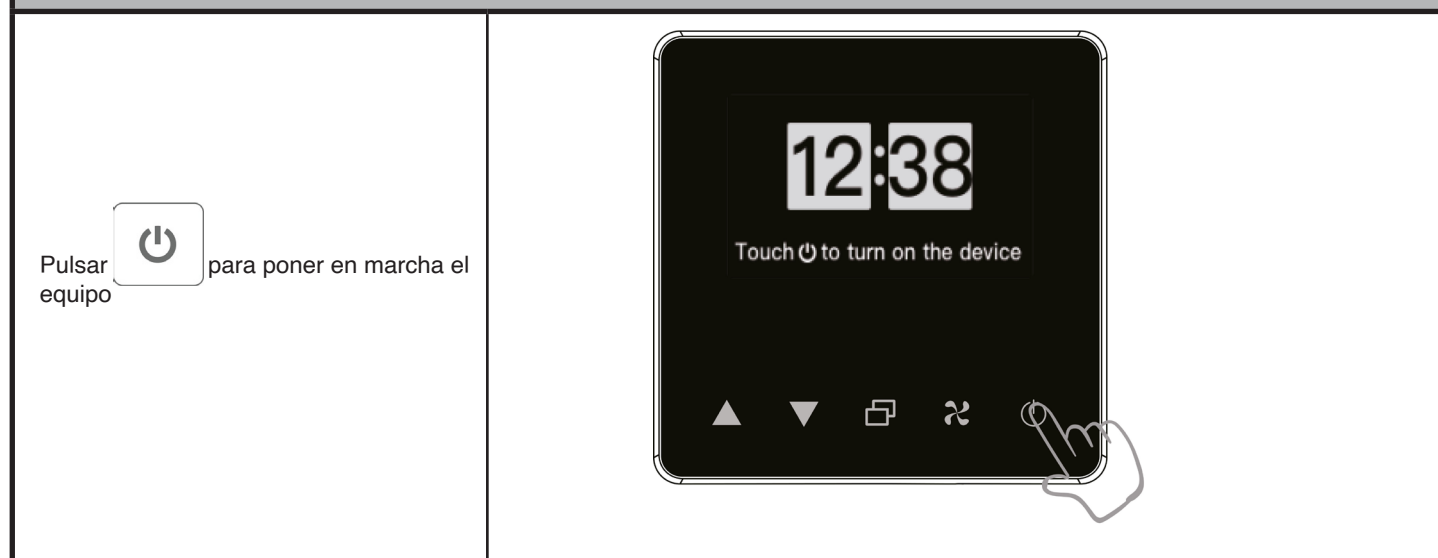 Pulsar para poner en marcha el
equipo
12:38
Touch to turn on the device